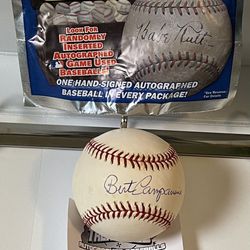 LOOK FOR
RANDOMLY
INSERTED
AUTOGRAPHED
GAME USED
BASEBALLS!
Babe Ruth
ONE HAND-SIGNED AUTOGRAPHED
BASEBALL IN EVERY PACKAGE!
Bert Campaneris